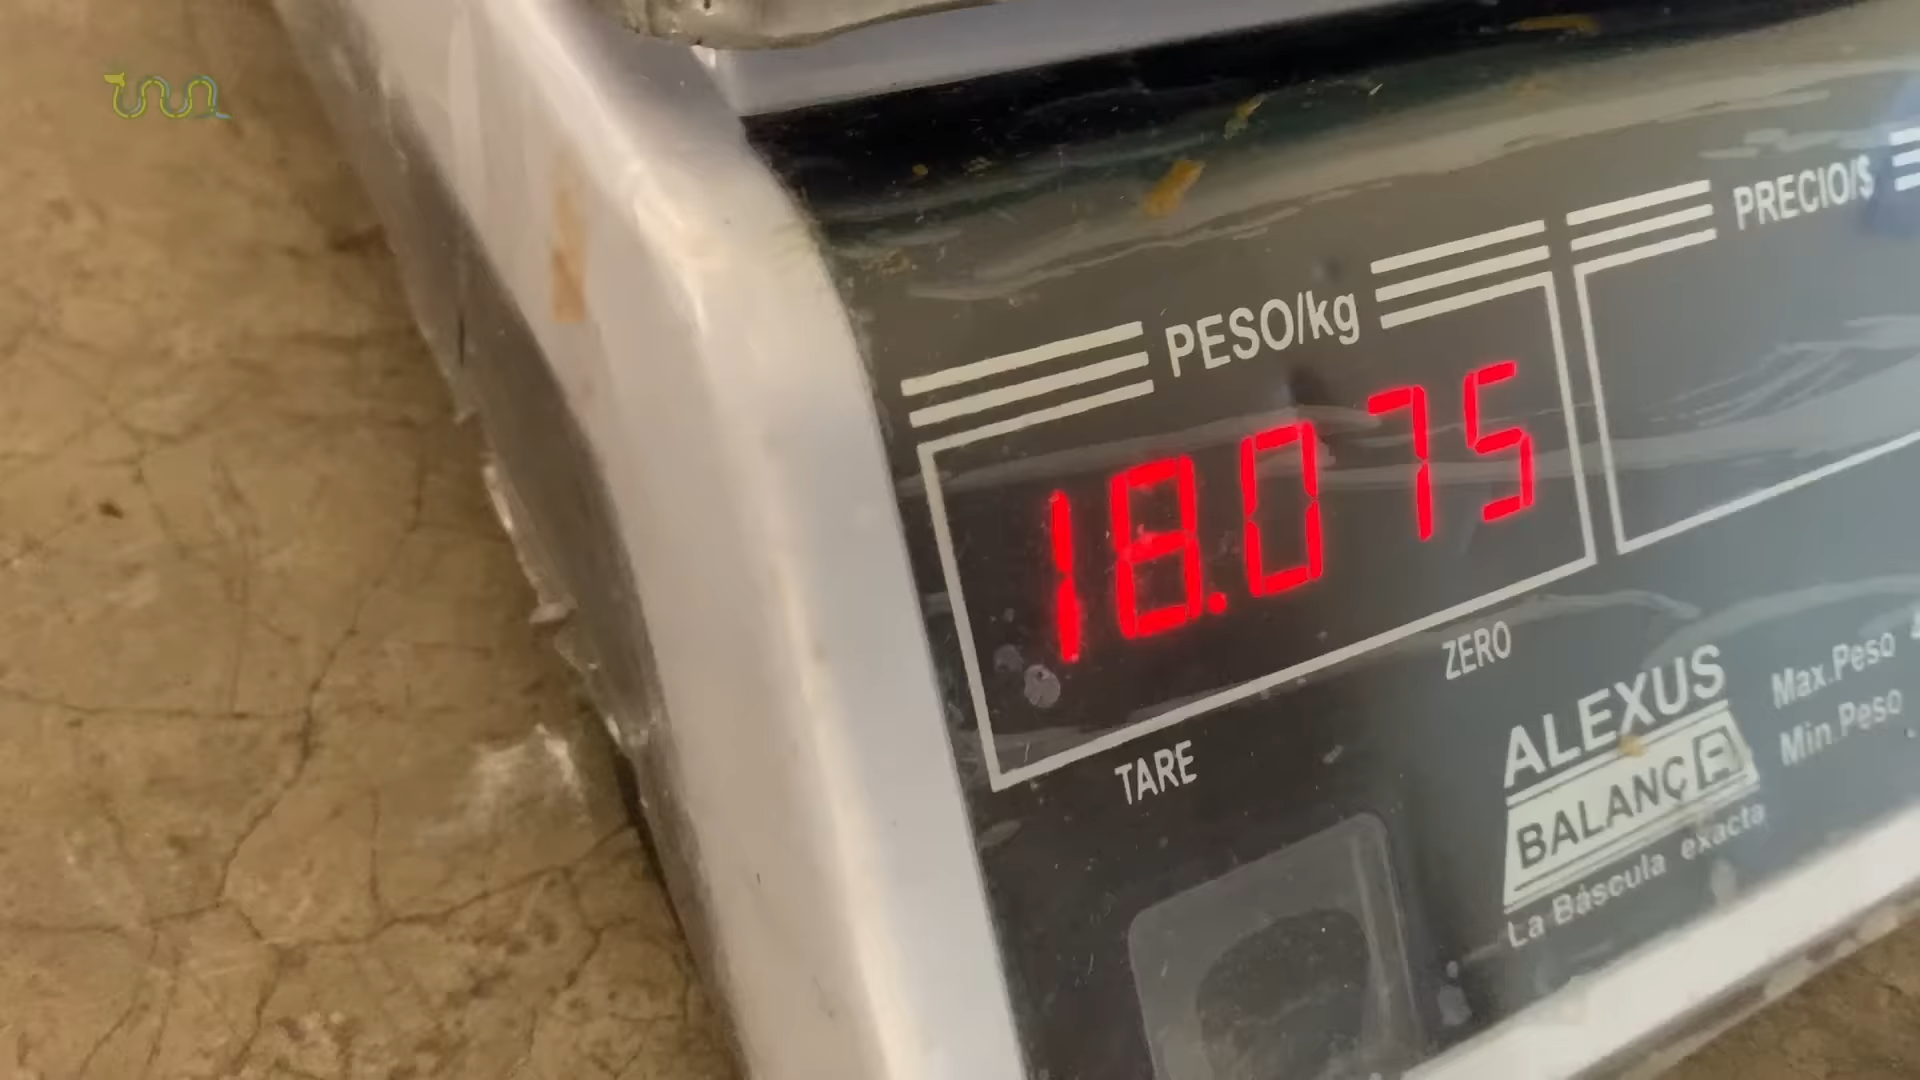 PRECIO/$
PESO/kg
18.075
TARE
ZERO
ALEXUS
BALANÇA
La Báscula exacta
Max.Peso
Min.Peso